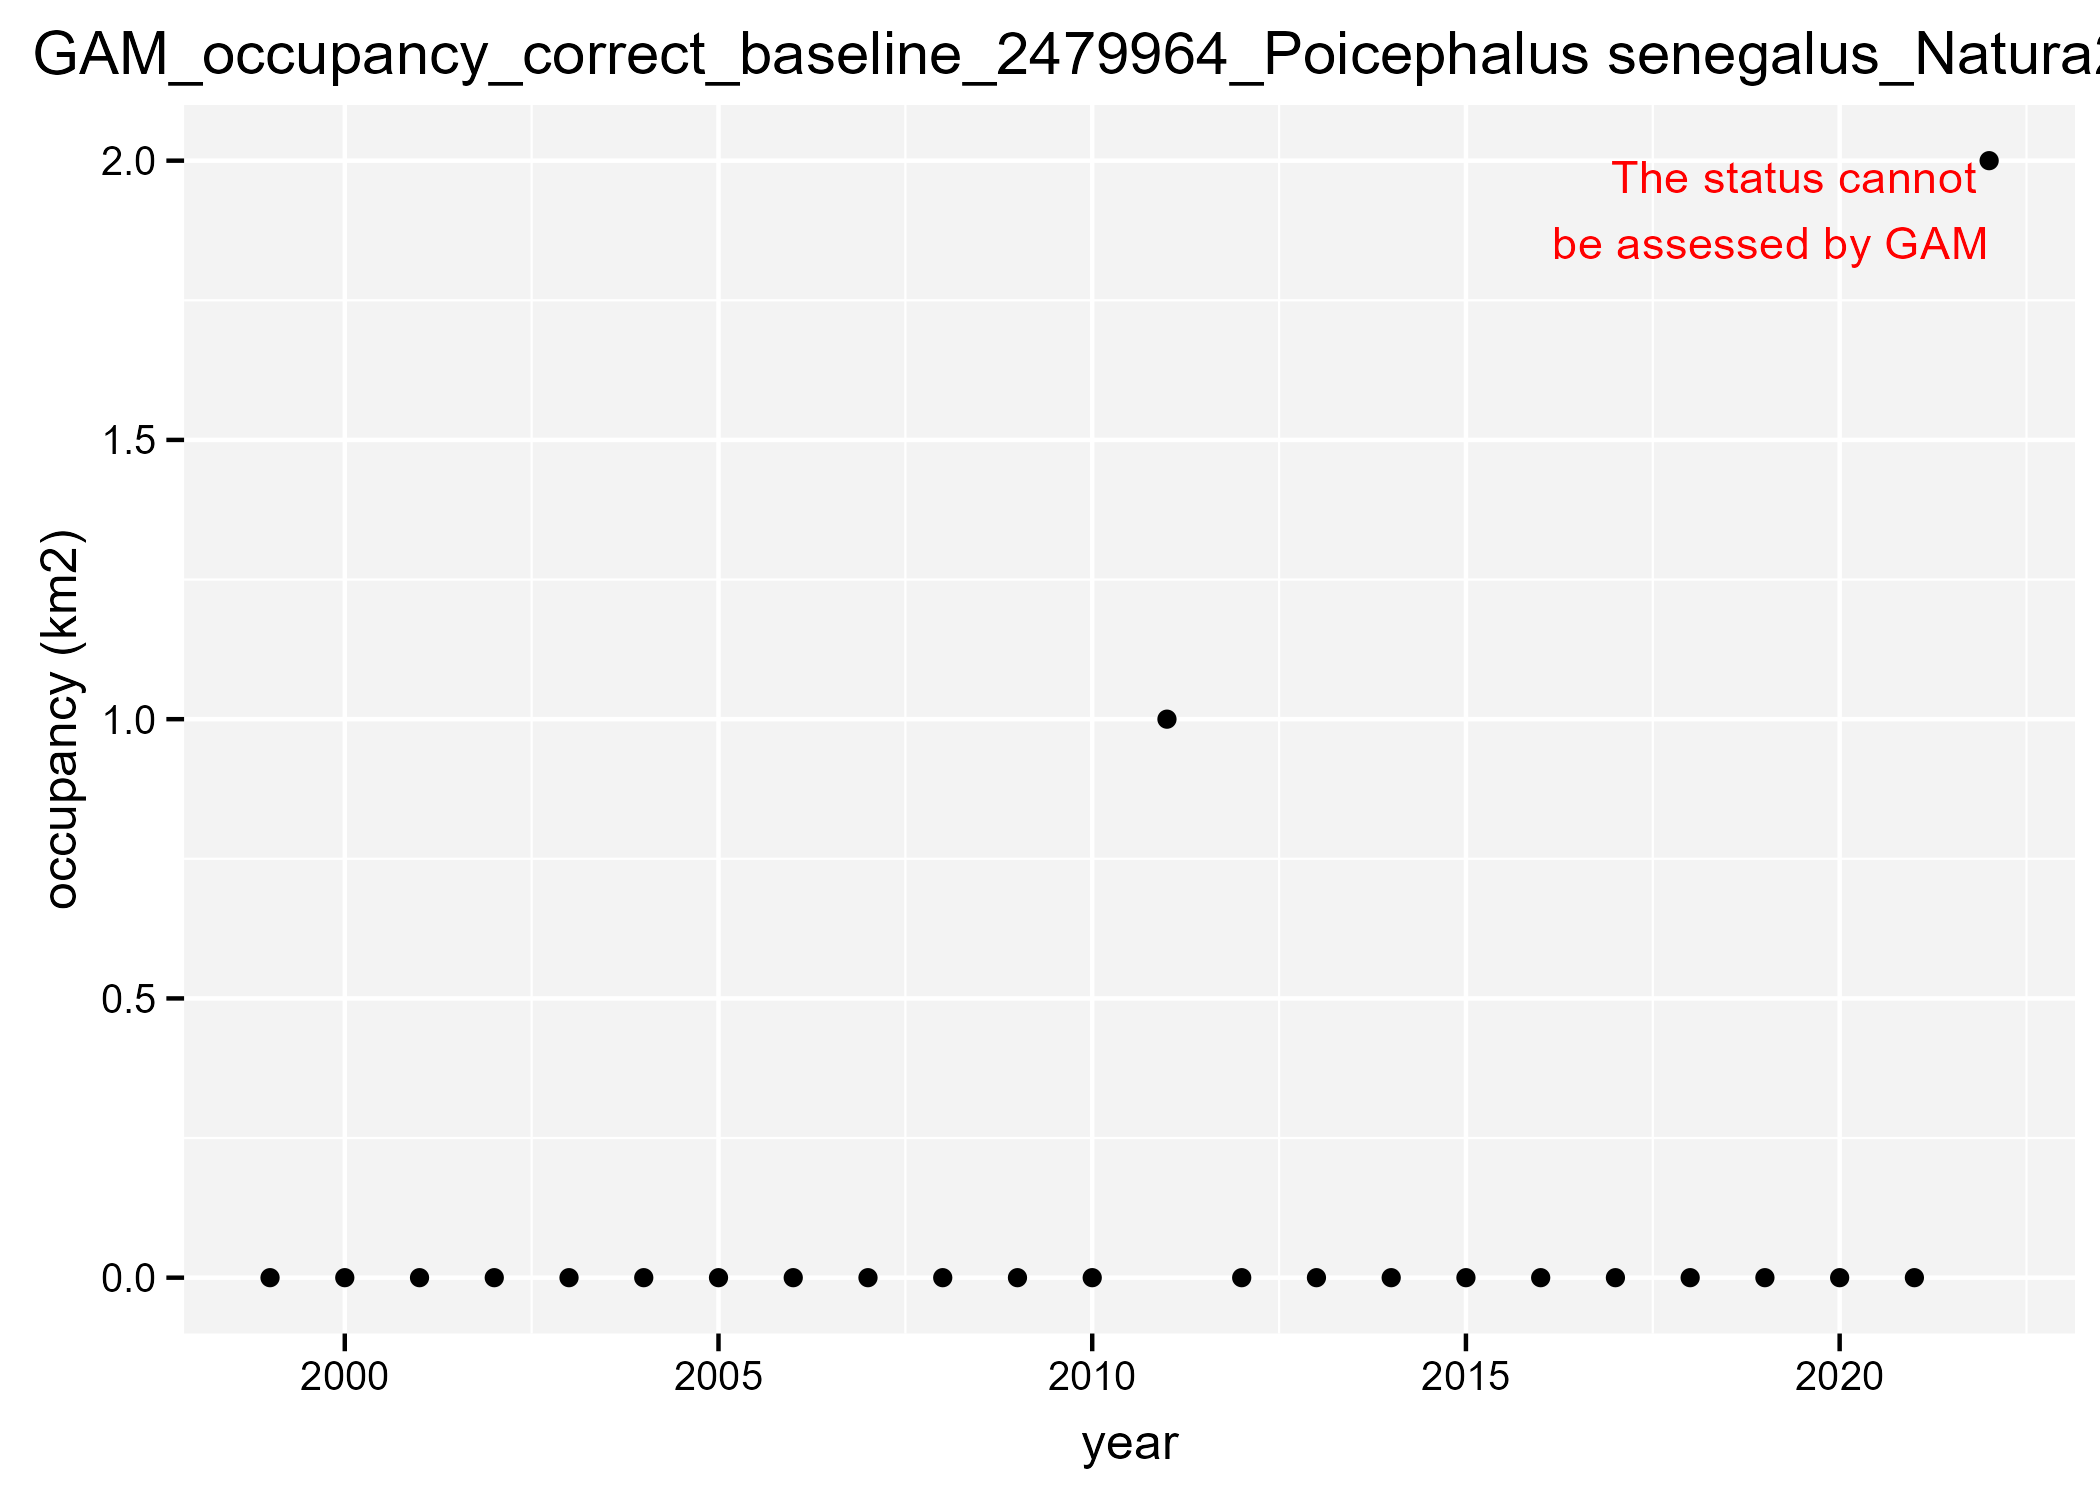 GAM_occupancy_correct_baseline_2479964_Poicephalus senegalus_Natura
2.0
The status cannot
be assessed by GAM
1.5
occupancy (km2)
1.0
0.5
0.0
2000 2005 2010 2015 2020
year